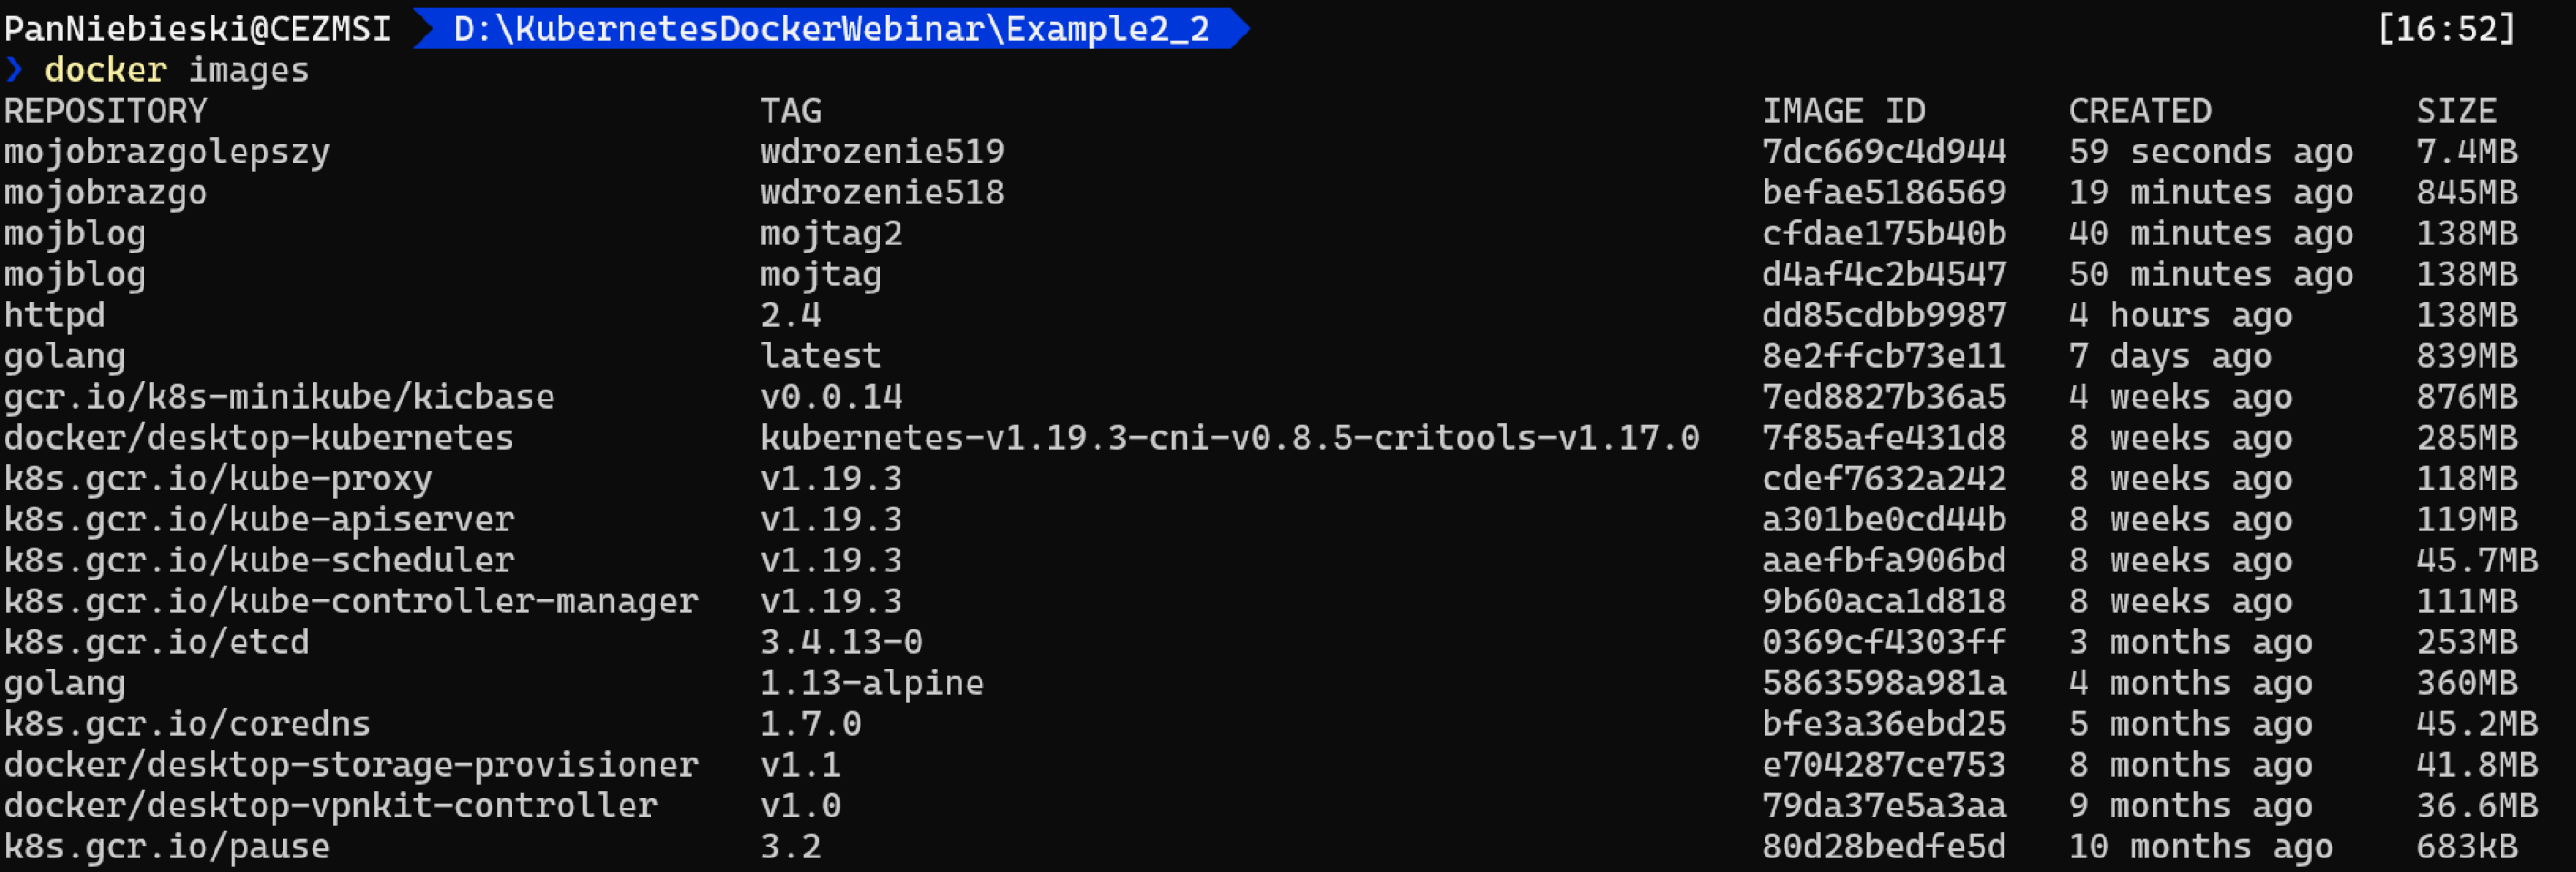 PanNiebieski@CEZMSI D:\KubernetesDockerWebinar\Example2_2 [16:52]
❯ docker images
REPOSITORY TAG IMAGE ID CREATED SIZE
mojobrazgolepszy wdrozenie519 7dc669c4d944 59 seconds ago 7.4MB
mojobrazgo wdrozenie518 befae5186569 19 minutes ago 845MB
mojblog mojtag2 cfdae175b40b 40 minutes ago 138MB
mojblog mojtag d4af4c2b4547 50 minutes ago 138MB
httpd 2.4 dd85cdbb9987 4 hours ago 138MB
golang latest 8e2ffcb73e11 7 days ago 839MB
gcr.io/k8s-minikube/kicbase v0.0.14 7ed8827b36a5 4 weeks ago 876MB
docker/desktop-kubernetes kubernetes-v1.19.3-cni-v0.8.5-critools-v1.17.0 7f85afe431d8 8 weeks ago 285MB
k8s.gcr.io/kube-proxy v1.19.3 cdef7632a242 8 weeks ago 118MB
k8s.gcr.io/kube-apiserver v1.19.3 a301be0cd44b 8 weeks ago 119MB
k8s.gcr.io/kube-scheduler v1.19.3 aaefbfa906bd 8 weeks ago 45.7MB
k8s.gcr.io/kube-controller-manager v1.19.3 9b60aca1d818 8 weeks ago 111MB
k8s.gcr.io/etcd 3.4.13-0 0369cf4303ff 3 months ago 253MB
golang 1.13-alpine 5863598a981a 4 months ago 360MB
k8s.gcr.io/coredns 1.7.0 bfe3a36ebd25 5 months ago 45.2MB
docker/desktop-storage-provisioner v1.1 e704287ce753 8 months ago 41.8MB
docker/desktop-vpnkit-controller v1.0 79da37e5a3aa 9 months ago 36.6MB
k8s.gcr.io/pause 3.2 80d28bedfe5d 10 months ago 683kB